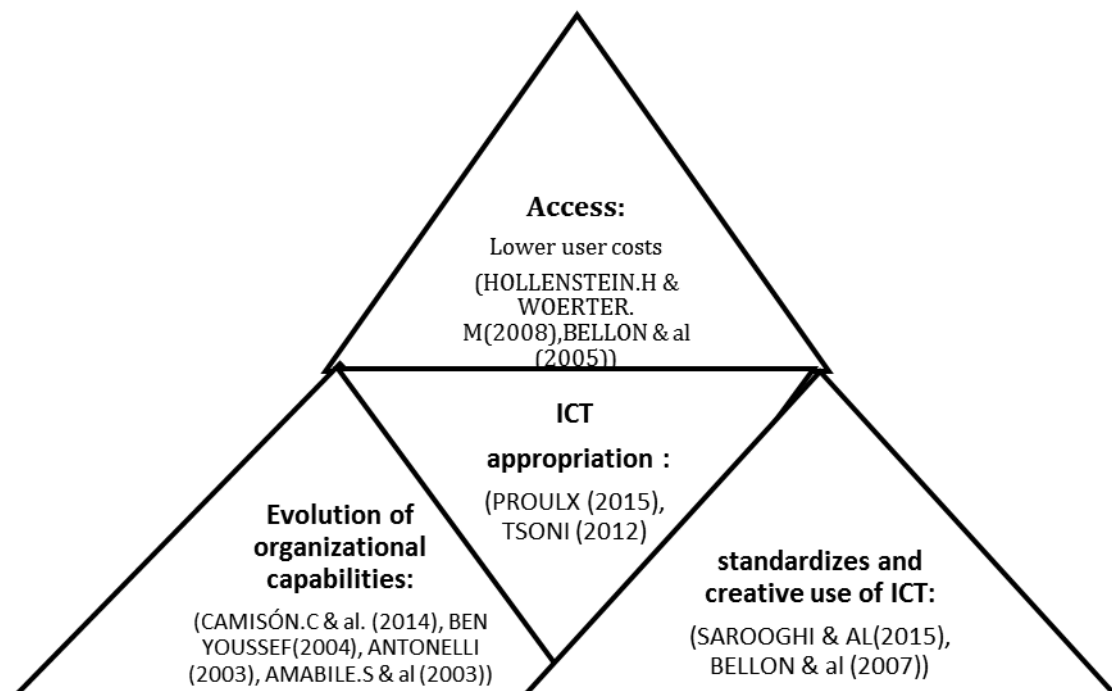 Access:
Lower user costs
(HOLLENSTEIN.H &
WOERTER.
M(2008),BELLON & al
(2005))
ICT
appropriation :
(PROULX (2015),
TSONI (2012)
Evolution of
organizational
capabilities:
(CAMISÓN.C & al. (2014), BEN
YOUSSEF(2004), ANTONELLI
(2003), AMABILE.S & al (2003))
standardizes and
creative use of ICT:
(SAROOGHI & AL(2015),
BELLON & al (2007))